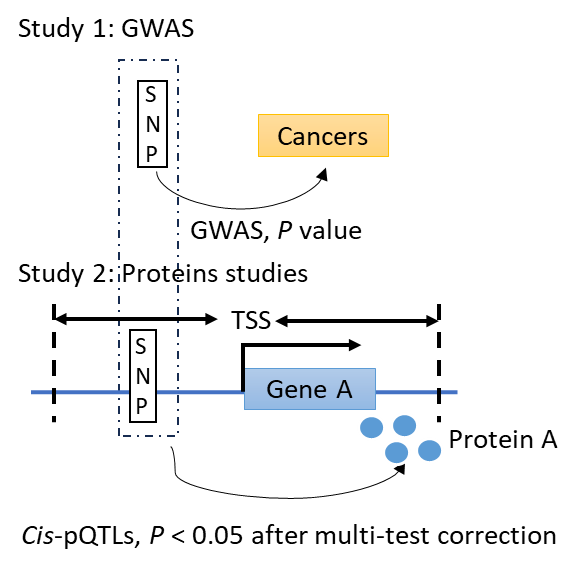 Study 1: GWAS
S
N
P
Cancers
GWAS, P value
Study 2: Proteins studies
TSS
S
N
P
Gene A
Protein A
Cis-pQTLs, P < 0.05 after multi-test correction